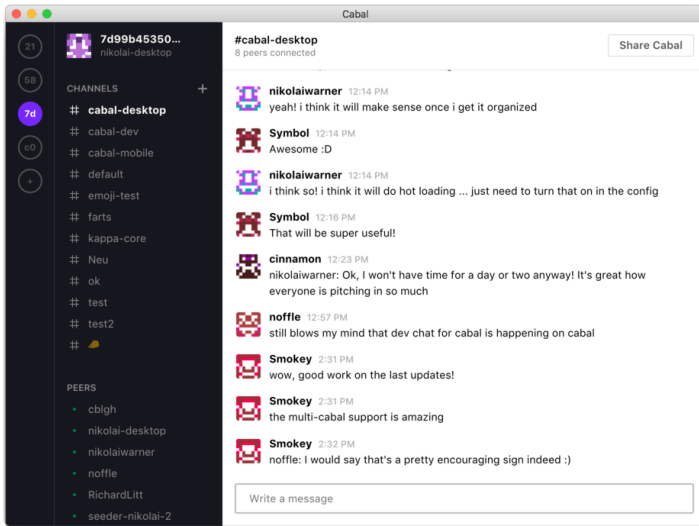 Cabal
21
58
7d
c0
+
7d99b45350...
nikolai-desktop
CHANNELS +
# cabal-desktop
# cabal-dev
# cabal-mobile
# default
# emoji-test
# farts
# kappa-core
# Neu
# ok
# test
# test2
#
PEERS
• cblgh
• nikolai-desktop
• nikolaiwarner
• noffle
• RichardLitt
• seeder-nikolai-2
#cabal-desktop
8 peers connected
Share Cabal
nikolaiwarner 12:14 PM
yeah! i think it will make sense once i get it organized
Symbol 12:14 PM
Awesome :D
nikolaiwarner 12:14 PM
i think so! i think it will do hot loading ... just need to turn that on in the config
Symbol 12:16 PM
That will be super useful!
cinnamon 12:23 PM
nikolaiwarner: Ok, I won't have time for a day or two anyway! It's great how
everyone is pitching in so much
noffle 12:57 PM
still blows my mind that dev chat for cabal is happening on cabal
Smokey 2:31 PM
wow, good work on the last updates!
Smokey 2:31 PM
the multi-cabal support is amazing
Smokey 2:32 PM
noffle: I would say that's a pretty encouraging sign indeed :)
Write a message